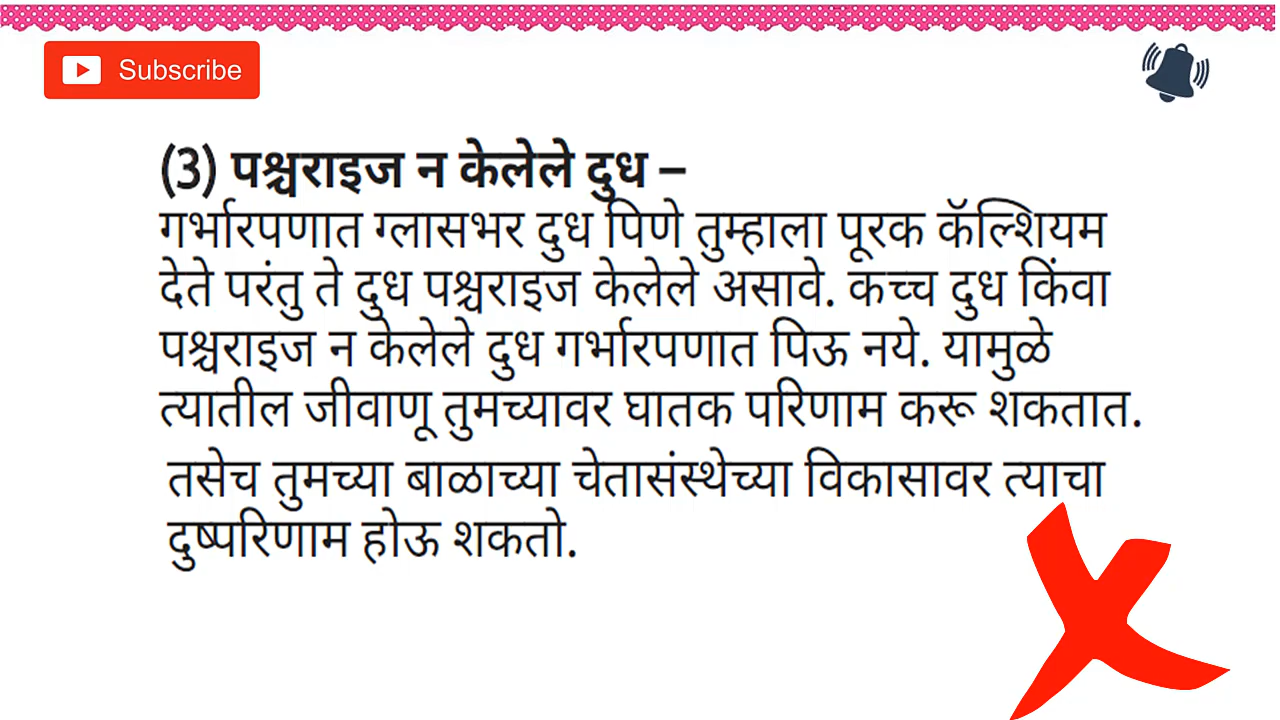 Subscribe
(3) पश्चराइज न केलेले दुध –
गर्भारपणात ग्लासभर दुध पिणे तुम्हाला पूरक कॅल्शियम
देते परंतु ते दुध पश्चराइज केलेले असावे. कच्च दुध किंवा
पश्चराइज न केलेले दुध गर्भारपणात पिऊ नये. यामुळे
त्यातील जीवाणू तुमच्यावर घातक परिणाम करू शकतात.
तसेच तुमच्या बाळाच्या चेतासंस्थेच्या विकासावर त्याचा
दुष्परिणाम होऊ शकतो.